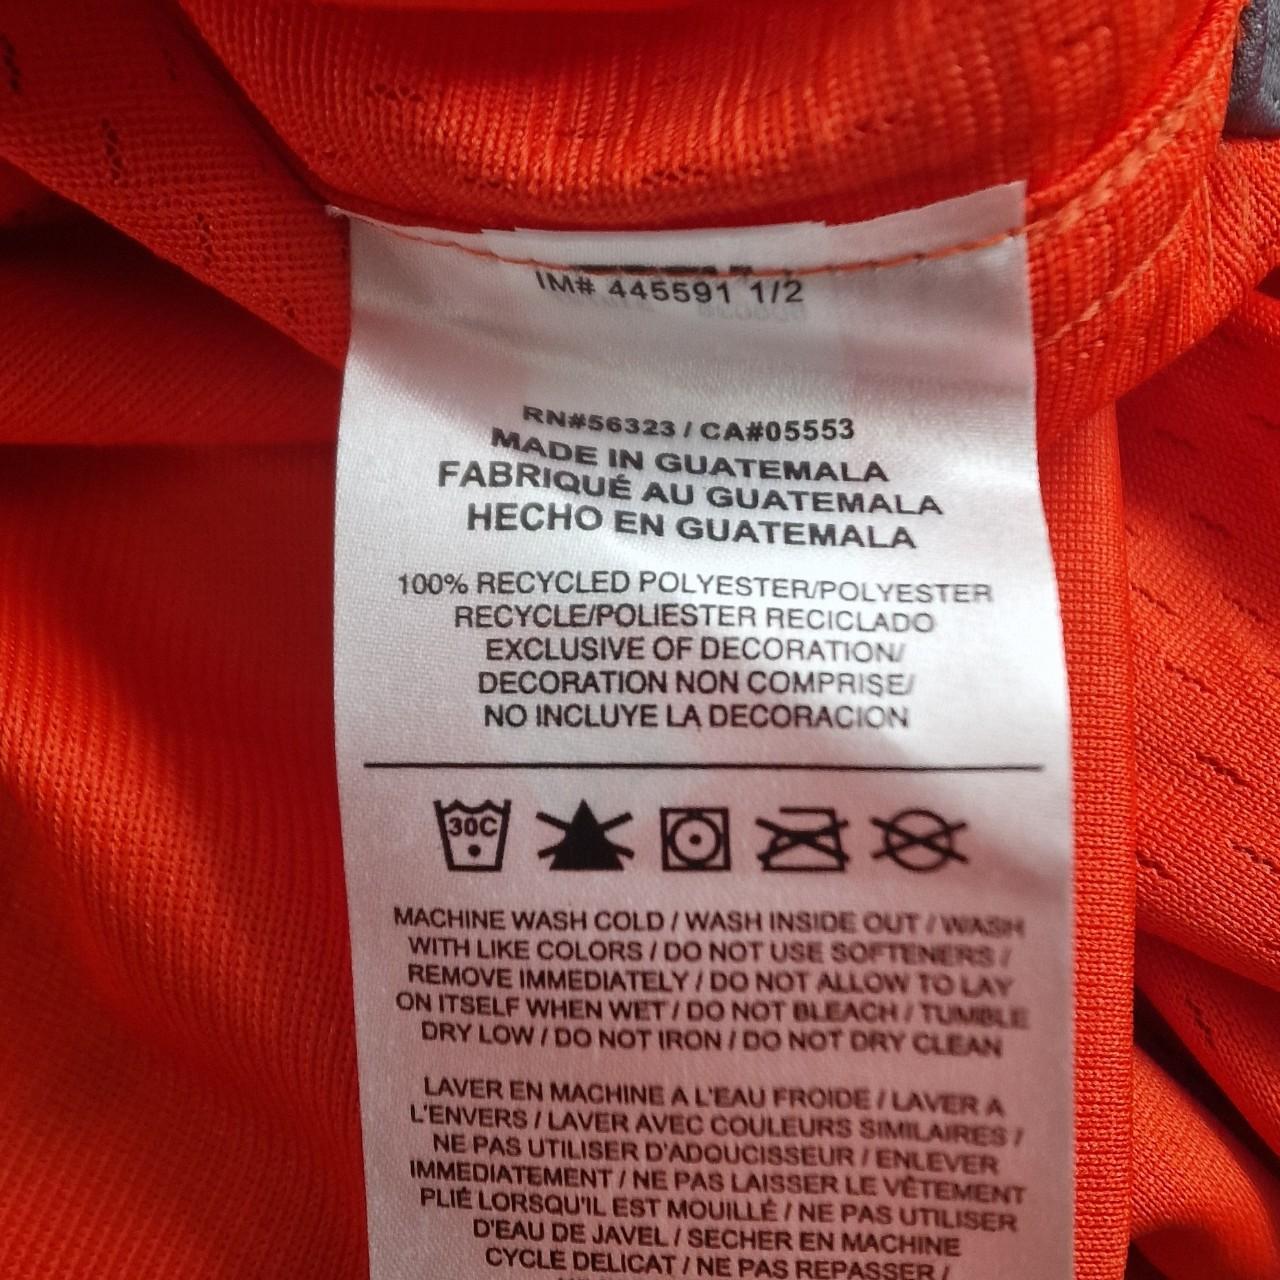 IM# 445591 1/2
RN#56323 / CA#05553
MADE IN GUATEMALA
FABRIQUÉ AU GUATEMALA
HECHO EN GUATEMALA
100% RECYCLED POLYESTER/POLYESTER
RECYCLE/POLIESTER RECICLADO
EXCLUSIVE OF DECORATION/
DECORATION NON COMPRISE/
NO INCLUYE LA DECORACION
30C
MACHINE WASH COLD / WASH INSIDE OUT / WASH
WITH LIKE COLORS / DO NOT USE SOFTENERS /
REMOVE IMMEDIATELY / DO NOT ALLOW TO LAY
ON ITSELF WHEN WET / DO NOT BLEACH / TUMBLE
DRY LOW / DO NOT IRON / DO NOT DRY CLEAN
LAVER EN MACHINE A L'EAU FROIDE / LAVER A
L'ENVERS / LAVER AVEC COULEURS SIMILAIRES /
NE PAS UTILISER D'ADOUCISSEUR / ENLEVER
IMMEDIATEMENT / NE PAS LAISSER LE VÊTEMENT
PLIÉ LORSQU'IL EST MOUILLÉ / NE PAS UTILISER
D'EAU DE JAVEL / SECHER EN MACHINE
CYCLE DELICAT / NE PAS REPASSER /